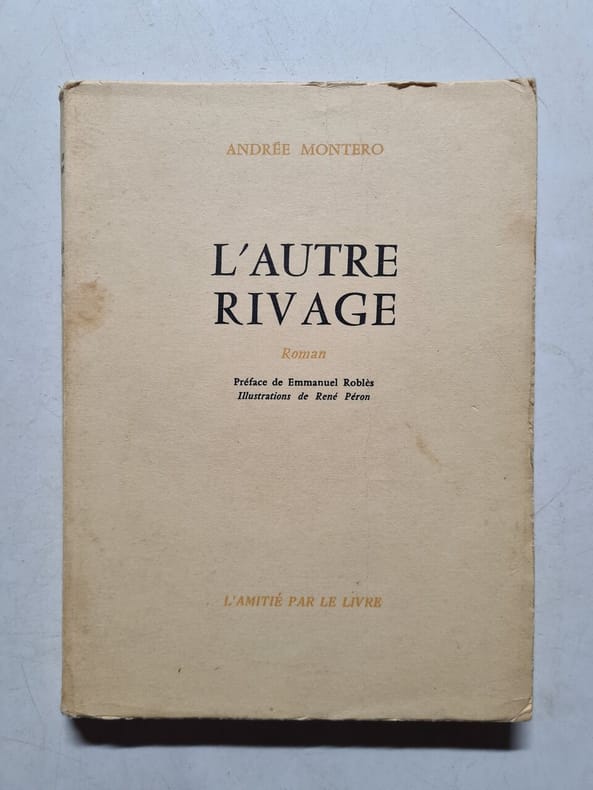 ANDRÉE MONTERO
L'AUTRE
RIVAGE
Roman
Préface de Emmanuel Roblès
Illustrations de René Péron
L'AMITIÉ PAR LE LIVRE